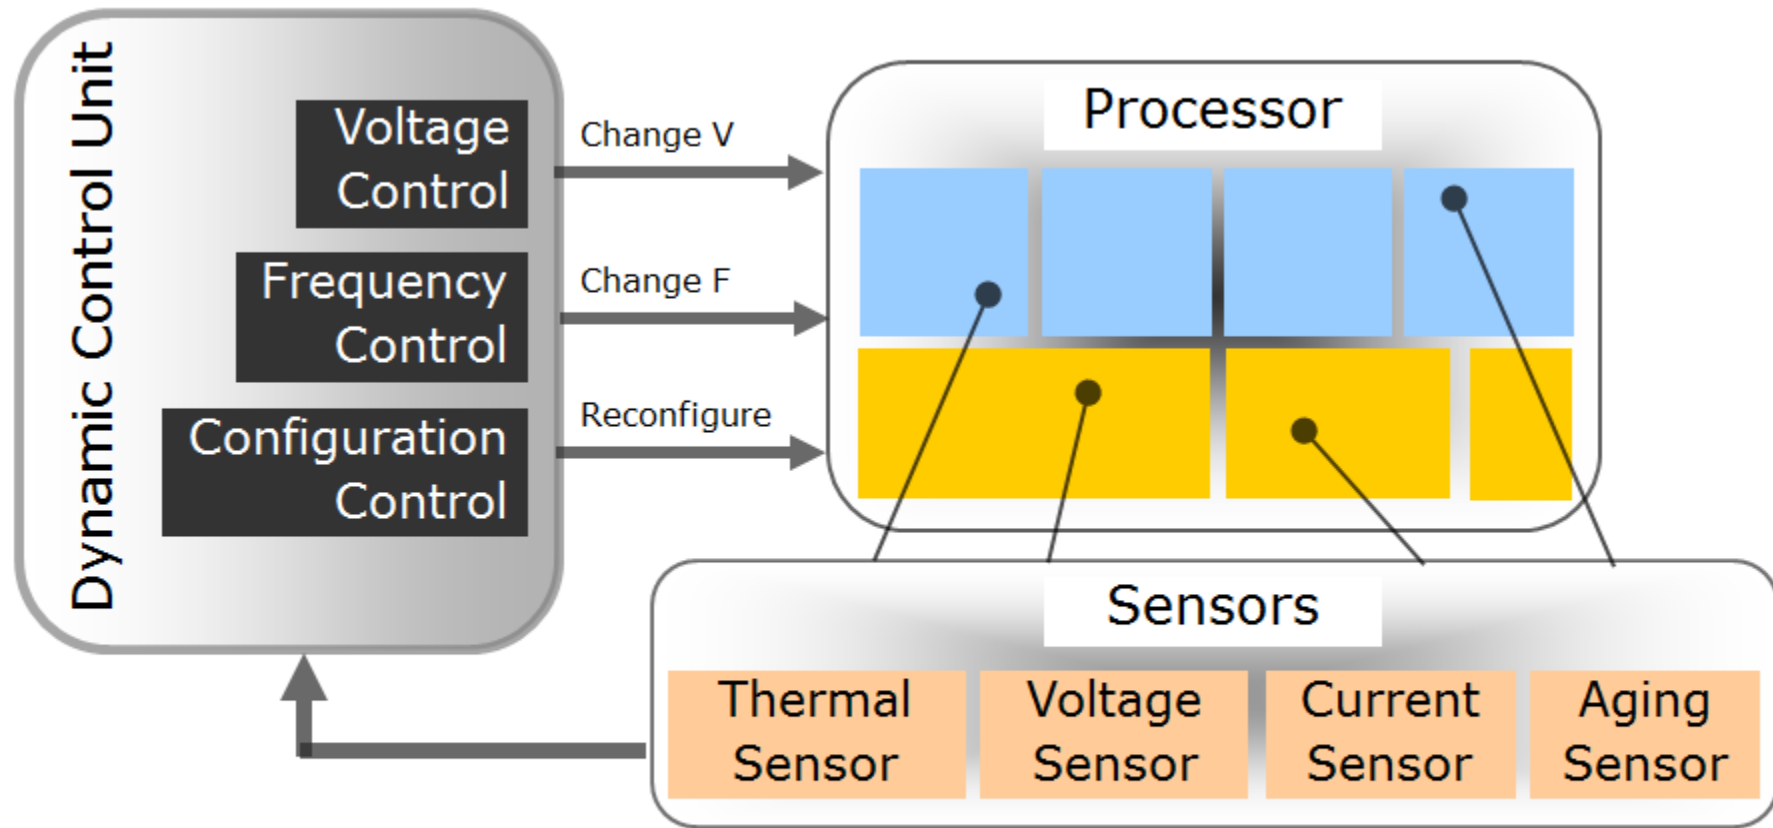 Dynamic Control Unit
Voltage
Control
Frequency
Control
Configuration
Control
Change V
Change F
Reconfigure
Processor
Sensors
Thermal
Sensor
Voltage
Sensor
Current
Sensor
Aging
Sensor